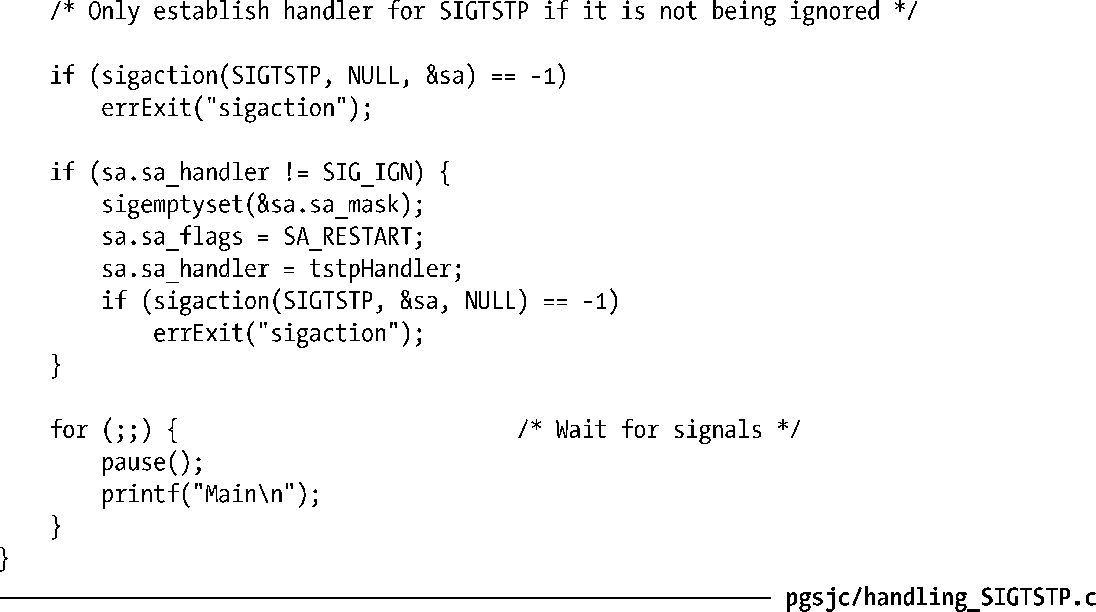 /* Only establish handler for SIGTSTP if it is not being ignored */
if (sigaction(SIGTSTP, NULL, &sa) == -1)
errExit("sigaction");
if (sa.sa_handler != SIG_IGN) {
sigemptyset(&sa.sa_mask);
sa.sa_flags = SA_RESTART;
sa.sa_handler = tstpHandler;
if (sigaction(SIGTSTP, &sa, NULL) == -1)
errExit("sigaction");
}
for (;;) { /* Wait for signals */
pause();
printf("Main\n");
}
}
pgsjc/handling_SIGTSTP.c